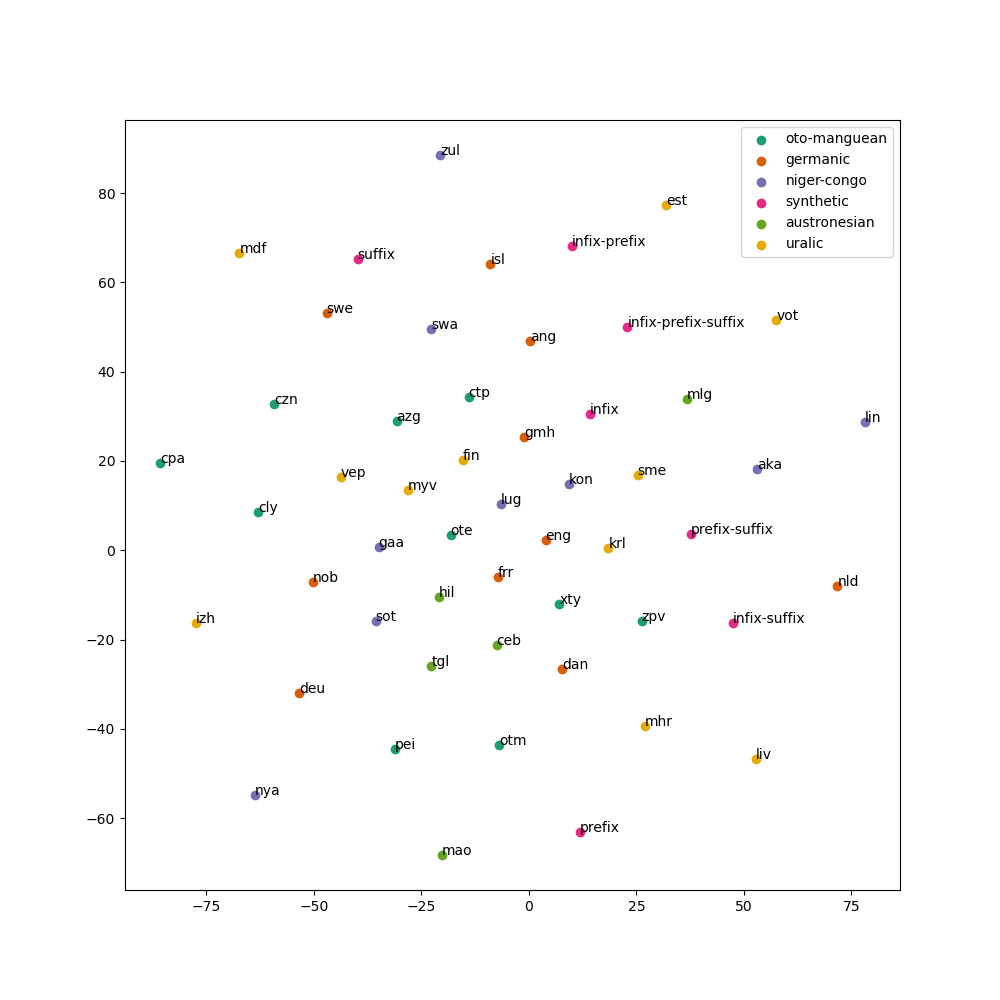 oto-manguean
germanic
niger-congo
synthetic
austronesian
uralic
zul
est
infix-prefix
mdf
suffix
isl
swe
swa
infix-prefix-suffix
vot
ang
ctp
mlg
czn
azg
infix
lin
gmh
cpa
fin
aka
vep
sme
myv
kon
lug
cly
ote
eng
prefix-suffix
gaa
krl
nob
frr
nld
hil
xty
izh
sot
zpv
infix-suffix
ceb
tgl
dan
deu
mhr
pei
otm
liv
nya
prefix
mao
80
60
40
20
0
−20
−40
−60
−75 −50 −25 0 25 50 75